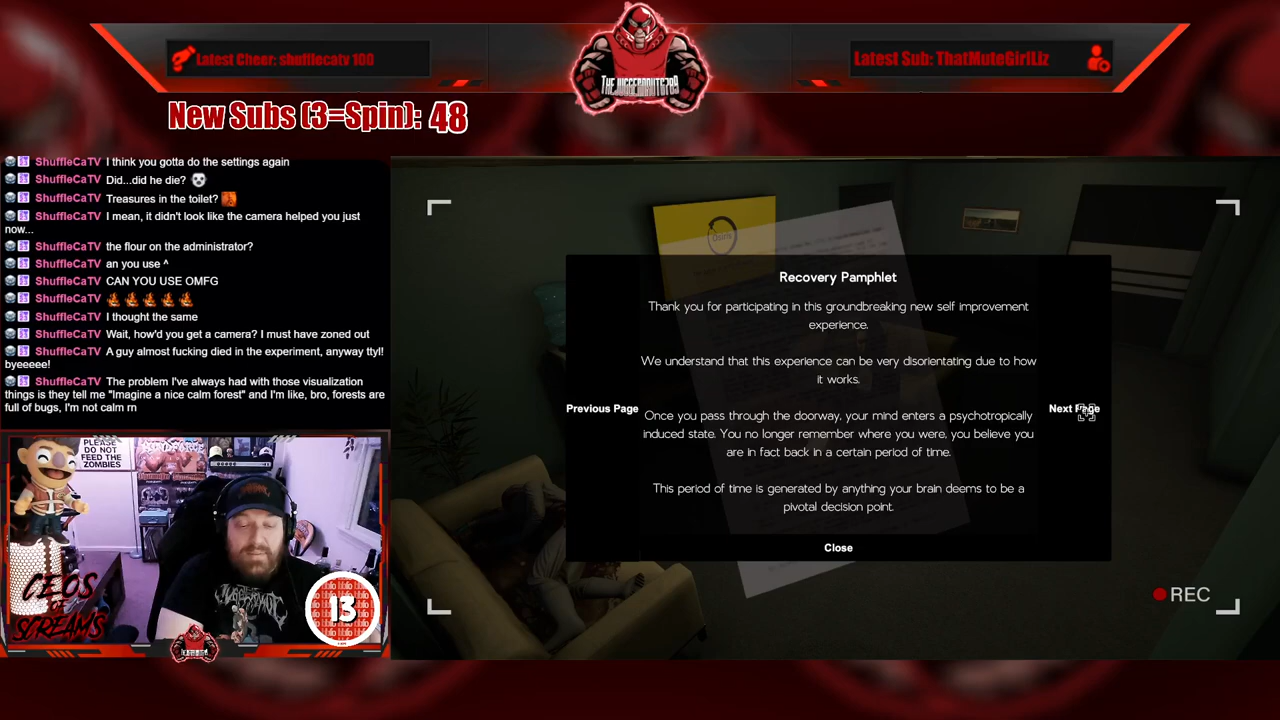 Latest Cheer: shufflecatv 100
THEJUGGERNAUT6789
Latest Sub: ThatMuteGirlLiz
New Subs (3=Spin): 48
ShuffleCaTV I think you gotta do the settings again
ShuffleCaTV Did...did he die?
ShuffleCaTV Treasures in the toilet?
ShuffleCaTV I mean, it didn't look like the camera helped you just
now...
ShuffleCaTV the flour on the administrator?
ShuffleCaTV an you use ^
ShuffleCaTV CAN YOU USE OMFG
ShuffleCaTV
ShuffleCaTV I thought the same
ShuffleCaTV Wait, how'd you get a camera? I must have zoned out
ShuffleCaTV A guy almost fucking died in the experiment, anyway ttyl!
byeeeee!
ShuffleCaTV The problem I've always had with those visualization
things is they tell me "Imagine a nice calm forest" and I'm like, bro, forests are
full of bugs, I'm not calm rn
Osiris
Recovery Pamphlet
Thank you for participating in this groundbreaking new self improvement
experience.
We understand that this experience can be very disorientating due to how
it works.
Previous Page
Next Page
Once you pass through the doorway, your mind enters a psychotropically
induced state. You no longer remember where you were, you believe you
are in fact back in a certain period of time.
This period of time is generated by anything your brain deems to be a
pivotal decision point.
Close
REC
PLEASE
DO NOT
FEED THE
ZOMBIES
CEOS
OF
SCREAMS
13